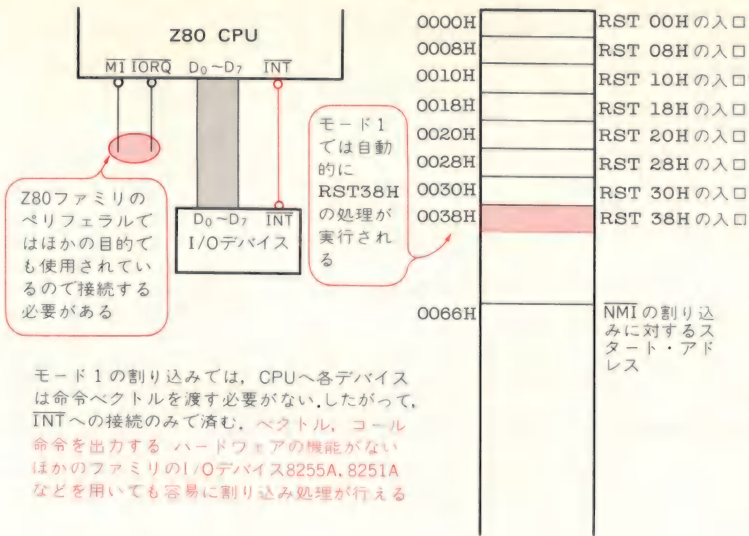 Z80 CPU
M1 IORQ D0~D7 INT
Z80ファミリの
ペリフェラルで
はほかの目的で
も使用されてい
るので接続する
必要がある
D0~D7 INT
I/Oデバイス
モード1
では自動
的に
RST38H
の処理が
実行され
る
0000H RST 00Hの入口
0008H RST 08Hの入口
0010H RST 10Hの入口
0018H RST 18Hの入口
0020H RST 20Hの入口
0028H RST 28Hの入口
0030H RST 30Hの入口
0038H RST 38Hの入口
0066H NMIの割り込
みに対するス
タート・アド
レス
モード1の割り込みでは,CPUへ各デバイス
は命令ベクトルを渡す必要がない.したがって,
INTへの接続のみで済む.ベクトル,コール
命令を出力する ハードウェアの機能がない
ほかのファミリのI/Oデバイス8255A,8251A
などを用いても容易に割り込み処理が行える